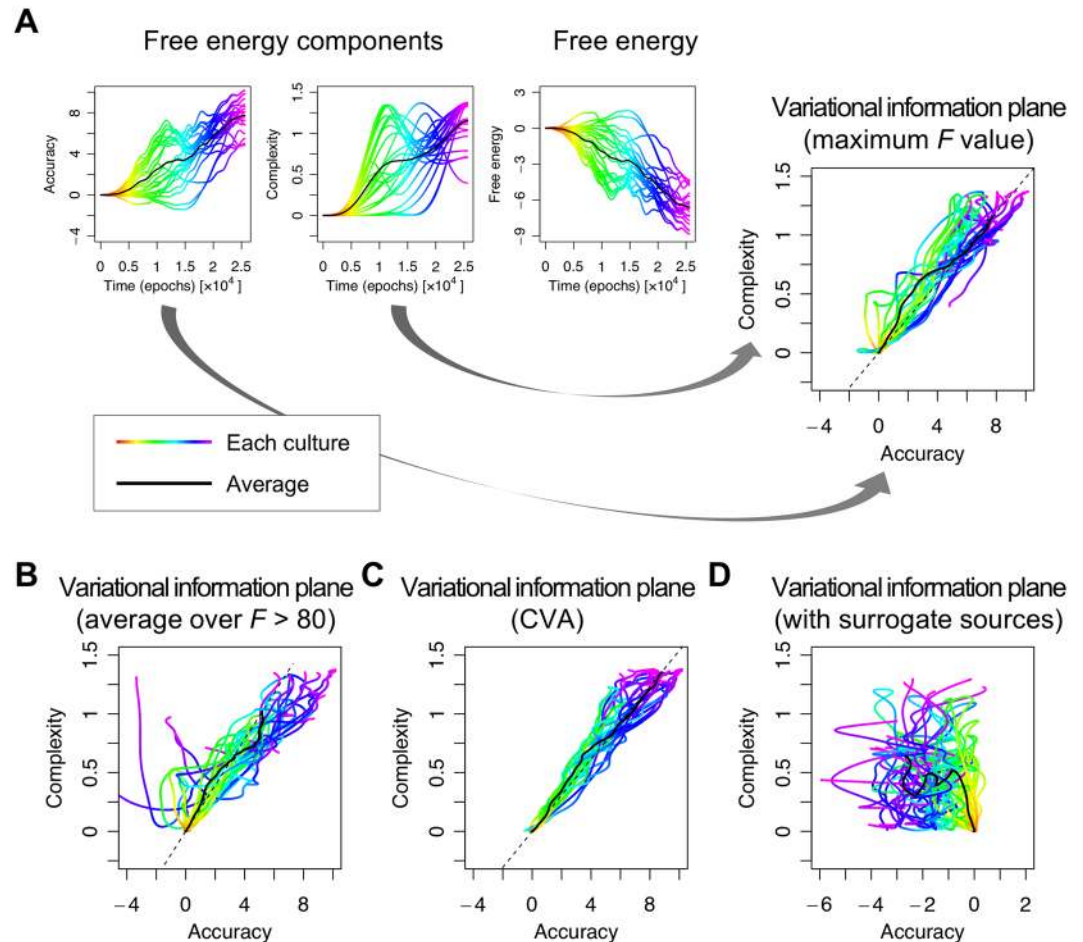 A
Free energy components
Free energy
Accuracy
8
4
0
−4
0 0.5 1 1.5 2 2.5
Time (epochs) [×10⁴]
Complexity
1.5
1
0.5
0
0 0.5 1 1.5 2 2.5
Time (epochs) [×10⁴]
Free energy
3
0
−3
−6
−9
0 0.5 1 1.5 2 2.5
Time (epochs) [×10⁴]
Variational information plane
(maximum F value)
Complexity
1.5
1
0.5
0
−4 0 4 8
Accuracy
Each culture
Average
B
Variational information plane
(average over F > 80)
Complexity
1.5
1
0.5
0
−4 0 4 8
Accuracy
C
Variational information plane
(CVA)
Complexity
1.5
1
0.5
0
−4 0 4 8
Accuracy
D
Variational information plane
(with surrogate sources)
Complexity
1.5
1
0.5
0
−6 −4 −2 0 2
Accuracy